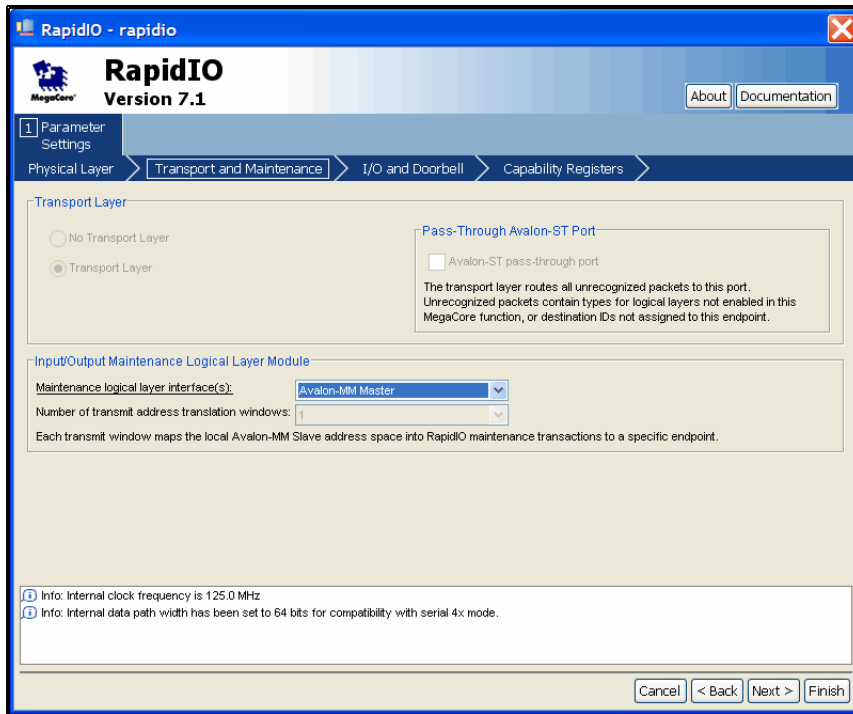 RapidIO - rapidio
MegaCore®
RapidIO
Version 7.1
About
Documentation
1 Parameter
Settings
Physical Layer
Transport and Maintenance
I/O and Doorbell
Capability Registers
Transport Layer
No Transport Layer
Transport Layer
Pass-Through Avalon-ST Port
Avalon-ST pass-through port
The transport layer routes all unrecognized packets to this port.
Unrecognized packets contain types for logical layers not enabled in this
MegaCore function, or destination IDs not assigned to this endpoint.
Input/Output Maintenance Logical Layer Module
Maintenance logical layer interface(s): Avalon-MM Master
Number of transmit address translation windows: 1
Each transmit window maps the local Avalon-MM Slave address space into RapidIO maintenance transactions to a specific endpoint.
Info: Internal clock frequency is 125.0 MHz
Info: Internal data path width has been set to 64 bits for compatibility with serial 4x mode.
Cancel
< Back
Next >
Finish